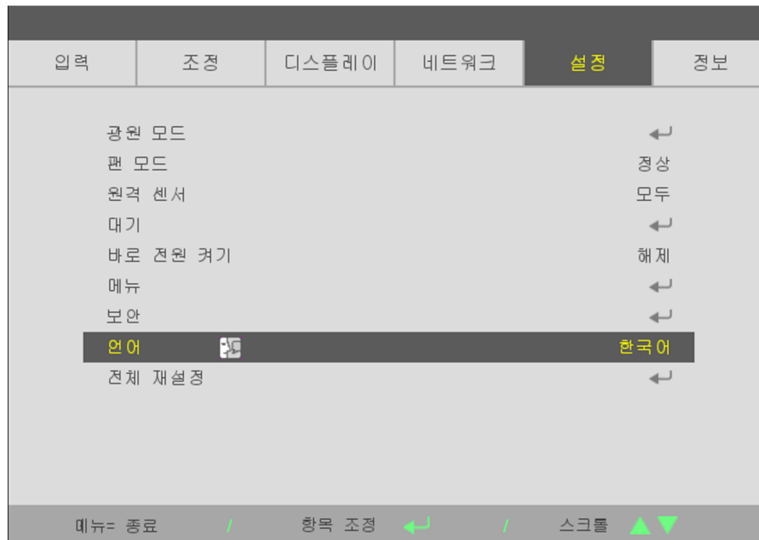 입력 조정 디스플레이 네트워크 설정 정보
광원 모드
팬 모드 정상
원격 센서 모두
대기
바로 전원 켜기 해제
메뉴
보안
언어 한국어
전체 재설정
메뉴= 종료 / 항목 조정 / 스크롤